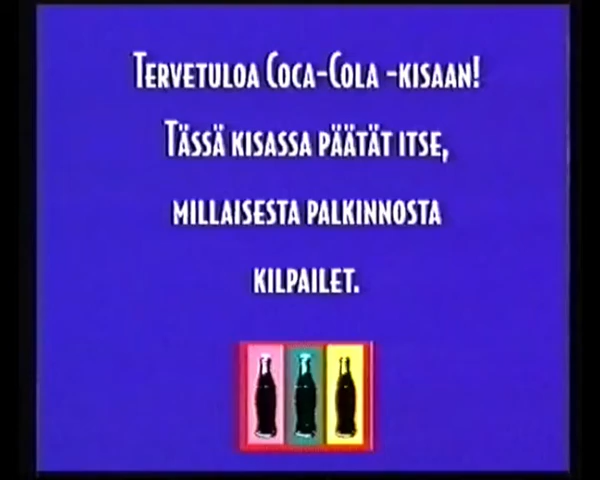 Tervetuloa Coca-Cola -kisaan!
Tässä kisassa päätät itse,
millaisesta palkinnosta
kilpailet.